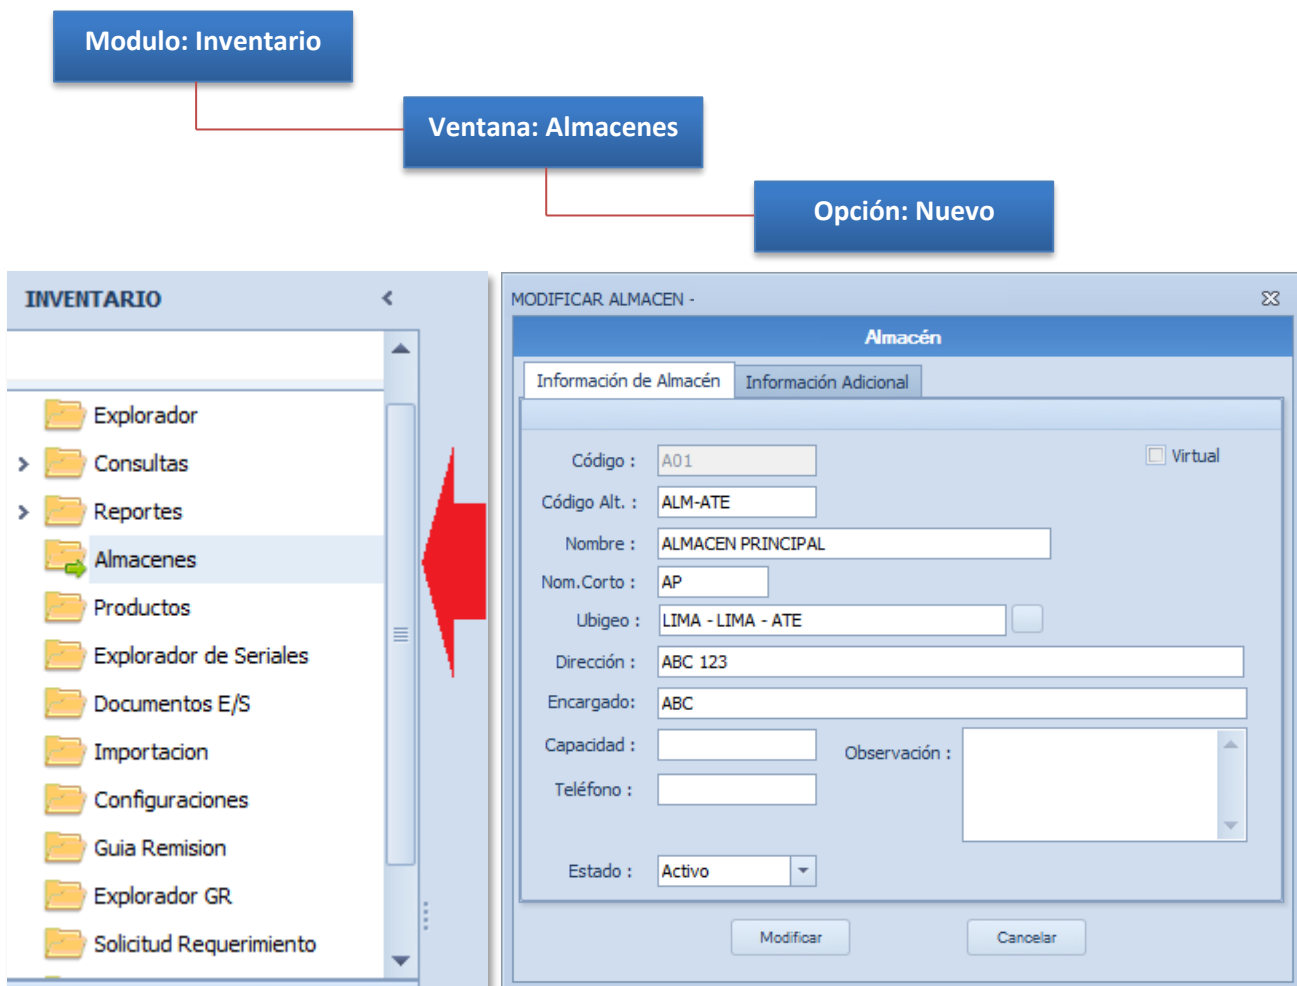 Modulo: Inventario
Ventana: Almacenes
Opción: Nuevo
INVENTARIO
Explorador
Consultas
Reportes
Almacenes
Productos
Explorador de Seriales
Documentos E/S
Importacion
Configuraciones
Guia Remision
Explorador GR
Solicitud Requerimiento
MODIFICAR ALMACEN -
Almacén
Información de Almacén Información Adicional
Código : A01 Virtual
Código Alt. : ALM-ATE
Nombre : ALMACEN PRINCIPAL
Nom.Corto : AP
Ubigeo : LIMA - LIMA - ATE
Dirección : ABC 123
Encargado: ABC
Capacidad : Observación :
Teléfono :
Estado : Activo
Modificar Cancelar